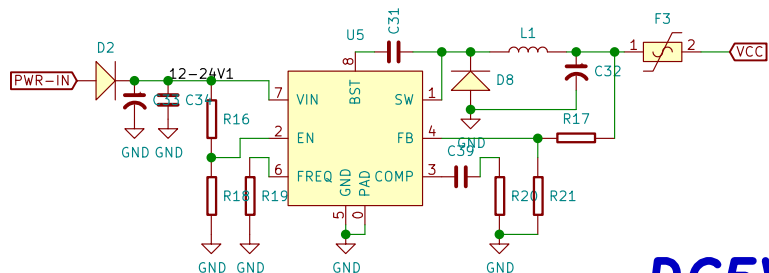 C31
F3
U5
L1
D2
12-24V1
8
1
2
VCC
PWR-IN
BST
D8
C32
C33
C34
7
VIN
SW
1
R16
GND
R17
GND
GND
2
EN
FB
4
C39
6
FREQ
GND
PAD
COMP
3
R18
R19
R20
R21
5
0
GND
GND
GND
GND